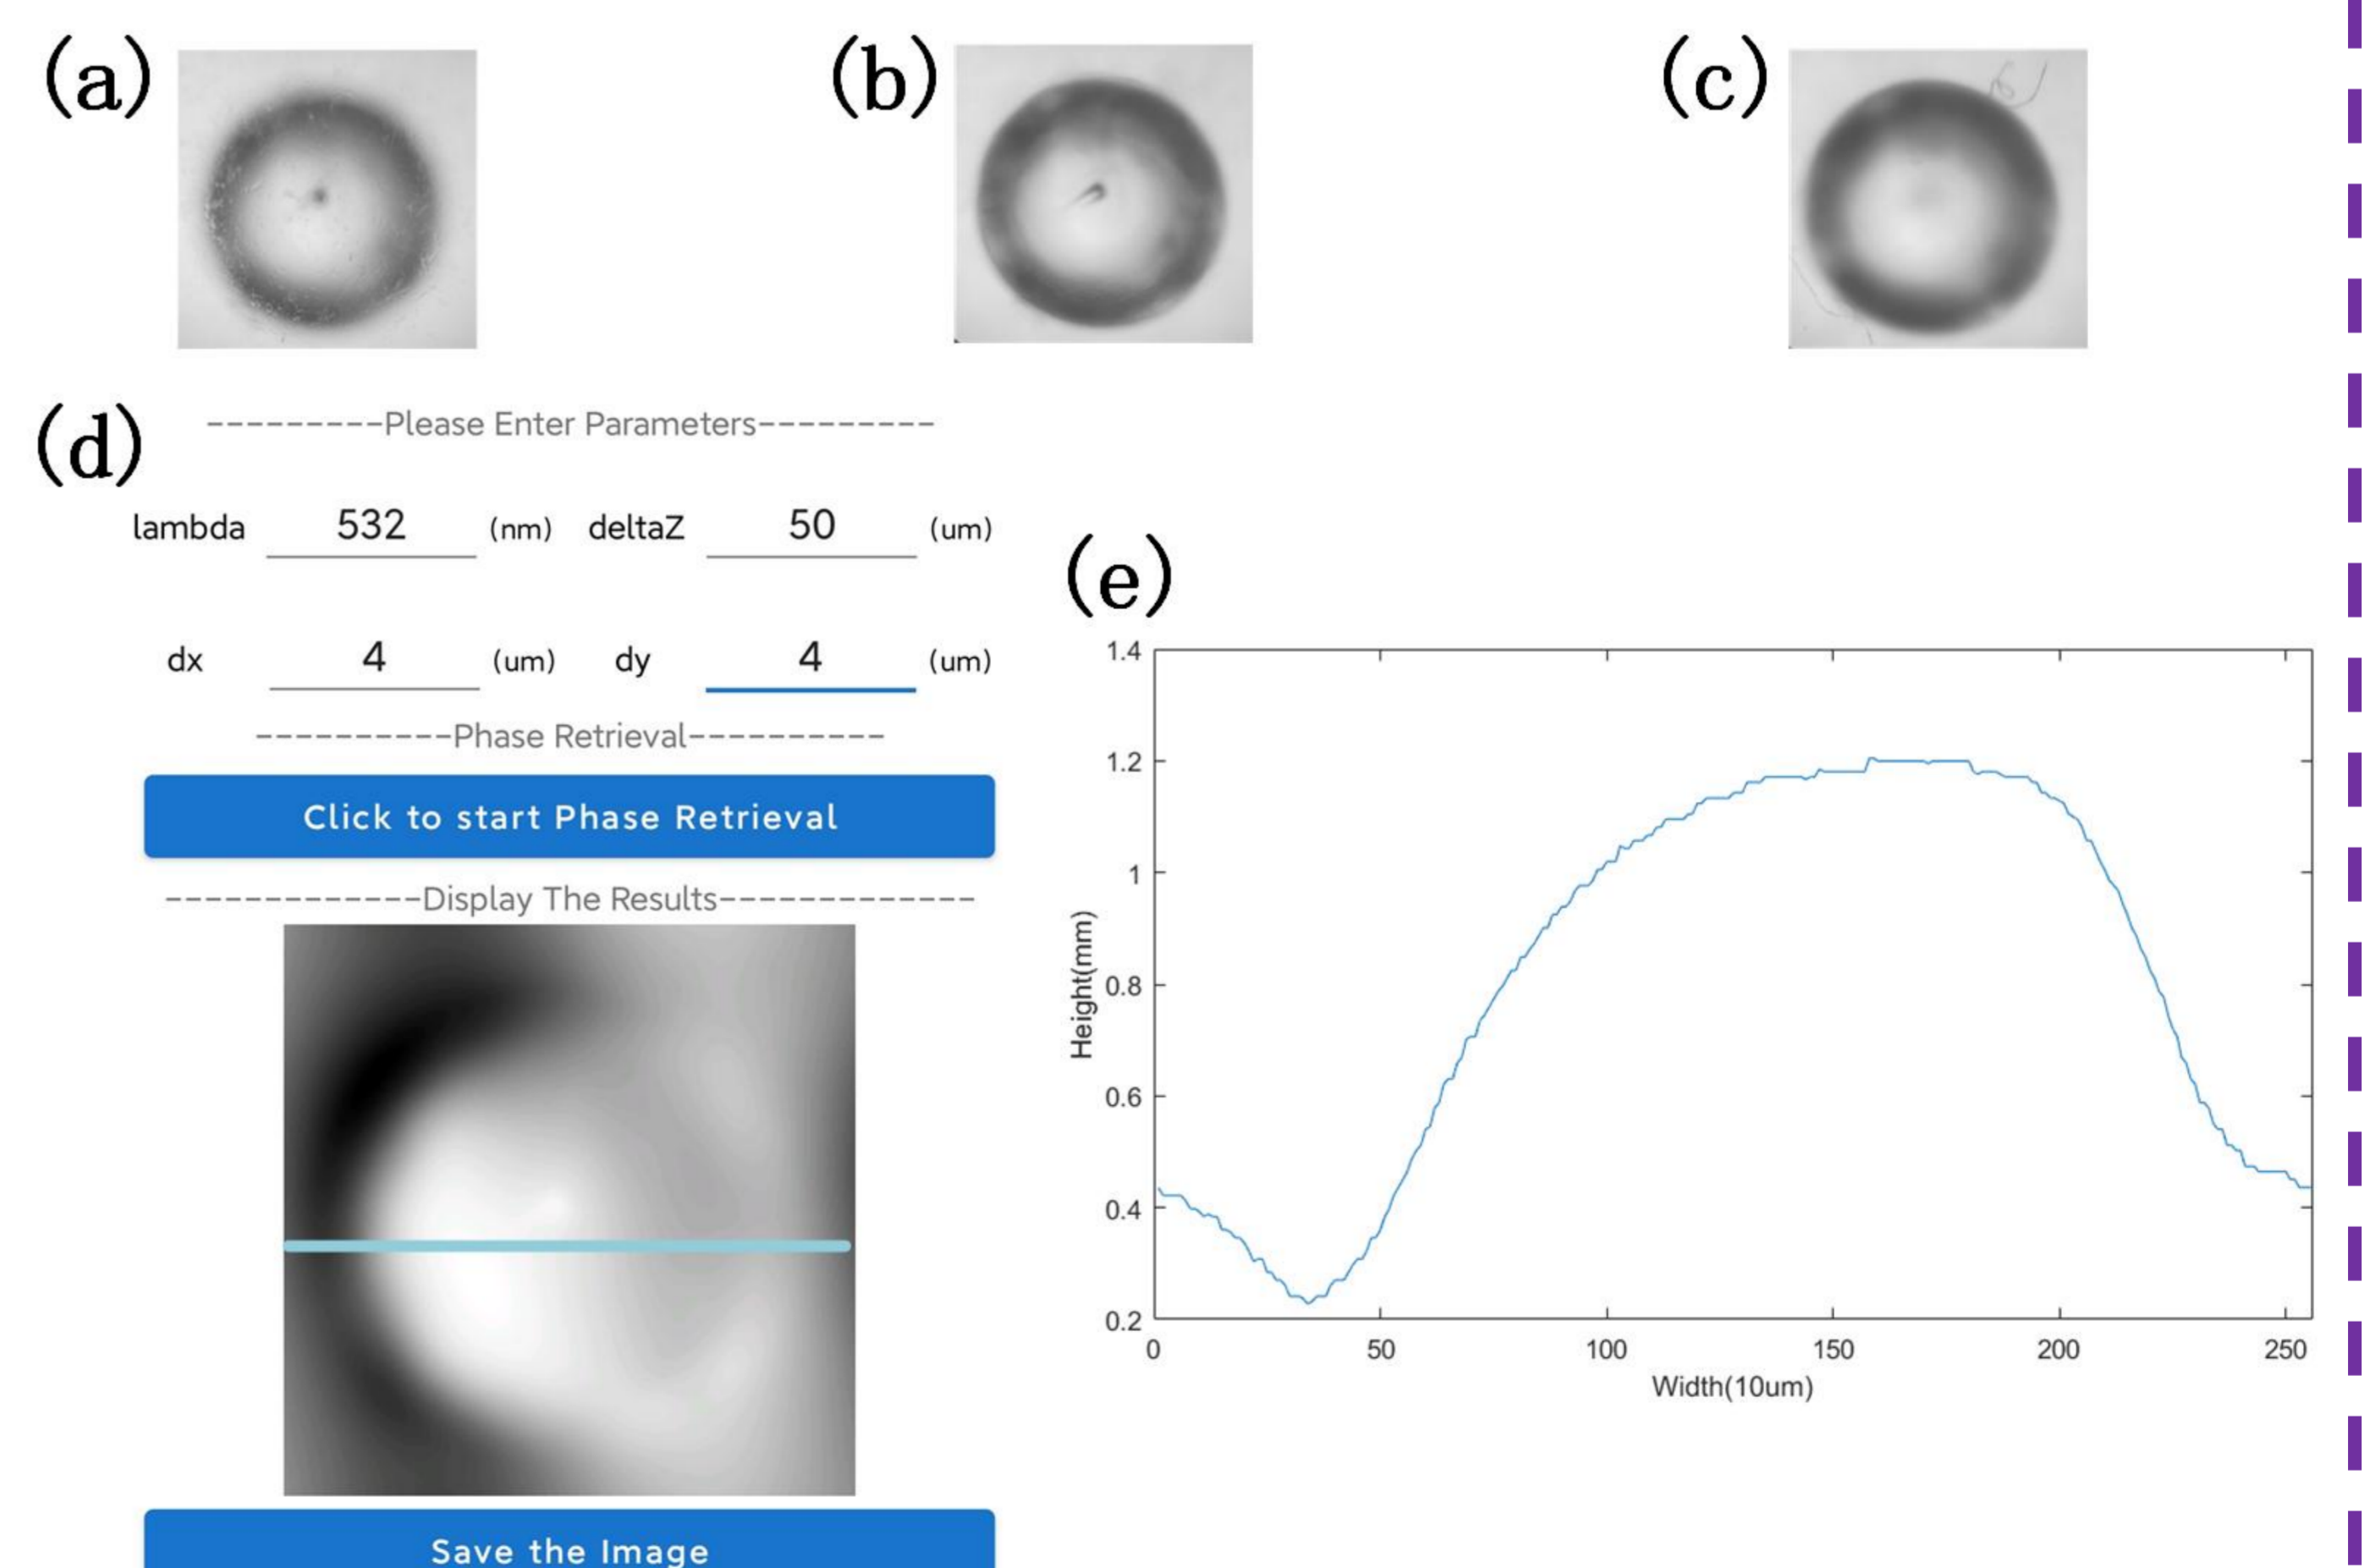 (a) (b) (c)
(d)
---------Please Enter Parameters---------
lambda 532 (nm) deltaZ 50 (um)
dx 4 (um) dy 4 (um)
----------Phase Retrieval----------
Click to start Phase Retrieval
-------------Display The Results-------------
Save the Image
(e)
1.4
1.2
1
0.8
0.6
0.4
0.2
Height(mm)
0 50 100 150 200 250
Width(10um)